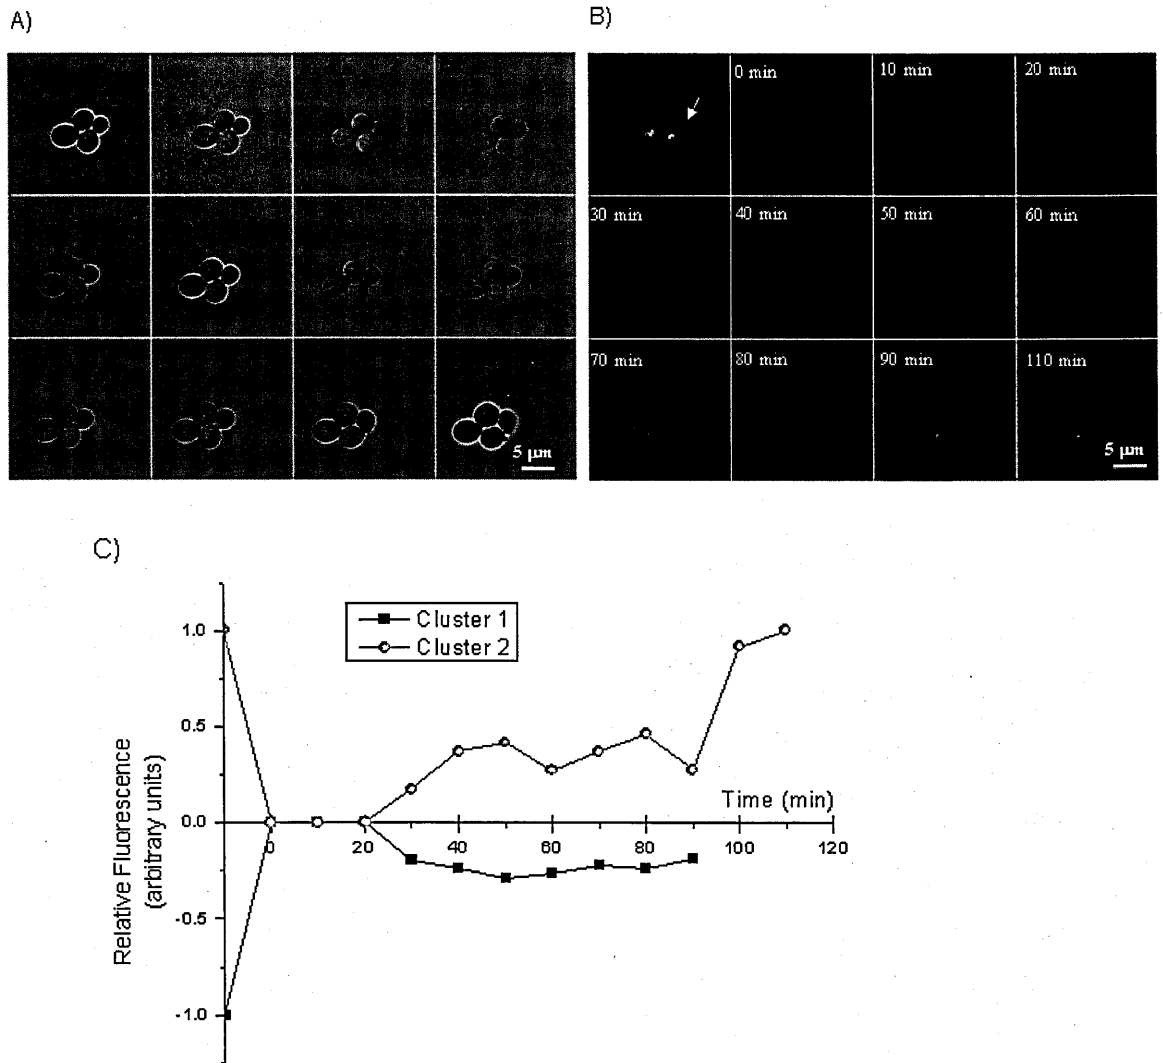 A)
B)
0 min
10 min
20 min
30 min
40 min
50 min
60 min
70 min
80 min
90 min
110 min
5 µm
5 µm
C)
Cluster 1
Cluster 2
1.0
0.5
0.0
-0.5
-1.0
Relative Fluorescence
(arbitrary units)
Time (min)
0
20
40
60
80
100
120